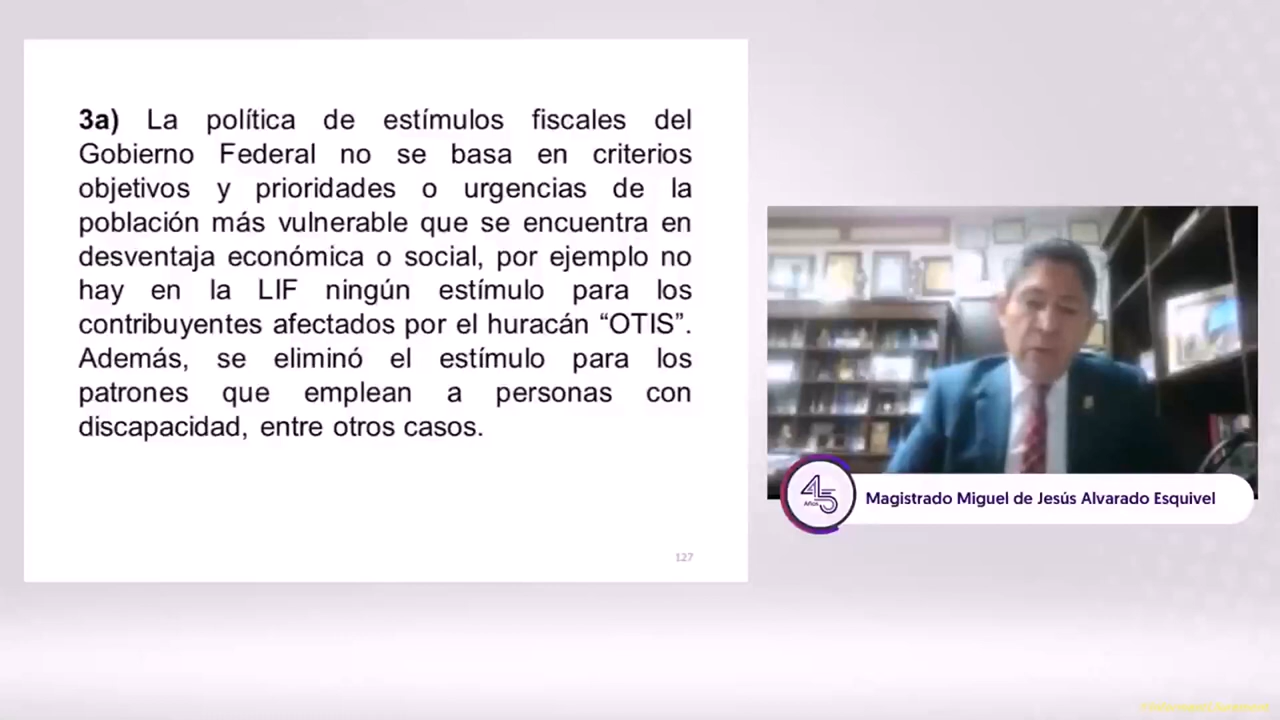 3a) La política de estímulos fiscales del
Gobierno Federal no se basa en criterios
objetivos y prioridades o urgencias de la
población más vulnerable que se encuentra en
desventaja económica o social, por ejemplo no
hay en la LIF ningún estímulo para los
contribuyentes afectados por el huracán “OTIS”.
Además, se eliminó el estímulo para los
patrones que emplean a personas con
discapacidad, entre otros casos.
127
45
Años
Magistrado Miguel de Jesús Alvarado Esquivel